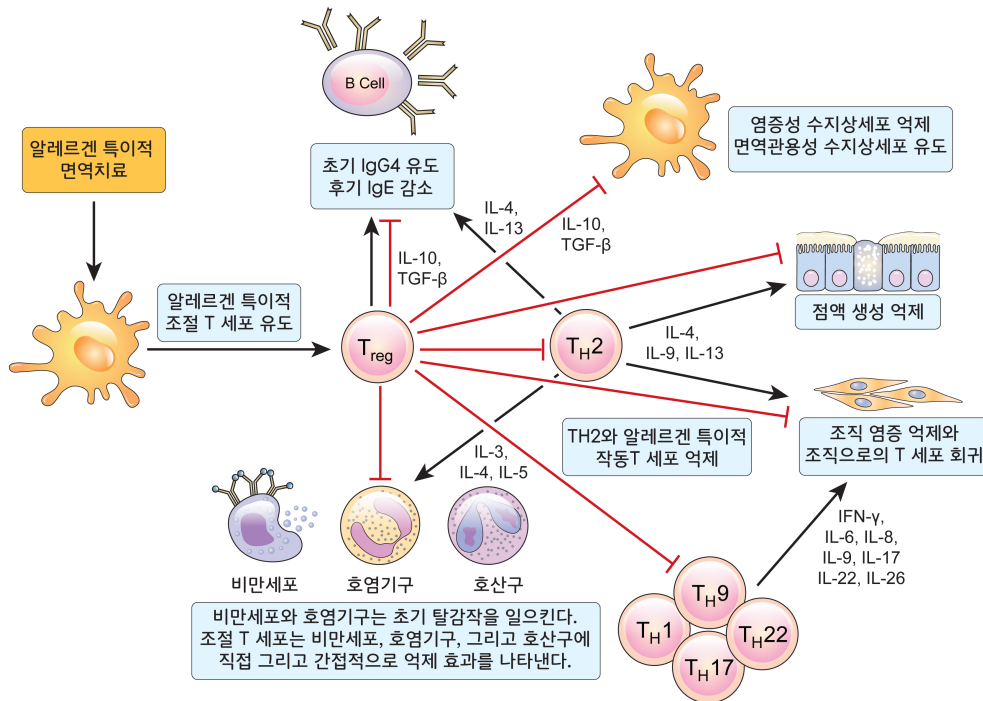 B Cell
알레르겐 특이적
면역치료
초기 IgG4 유도
후기 IgE 감소
염증성 수지상세포 억제
면역관용성 수지상세포 유도
IL-4,
IL-13
IL-10,
TGF-β
IL-10,
TGF-β
알레르겐 특이적
조절 T 세포 유도
점액 생성 억제
Treg
TH2
IL-4,
IL-9, IL-13
TH2와 알레르겐 특이적
작동T 세포 억제
조직 염증 억제와
조직으로의 T 세포 회귀
IL-3,
IL-4, IL-5
IFN-γ,
IL-6, IL-8,
IL-9, IL-17
IL-22, IL-26
비만세포
호염기구
호산구
비만세포와 호염기구는 초기 탈감작을 일으킨다.
조절 T 세포는 비만세포, 호염기구, 그리고 호산구에
직접 그리고 간접적으로 억제 효과를 나타낸다.
TH9
TH1
TH22
TH17